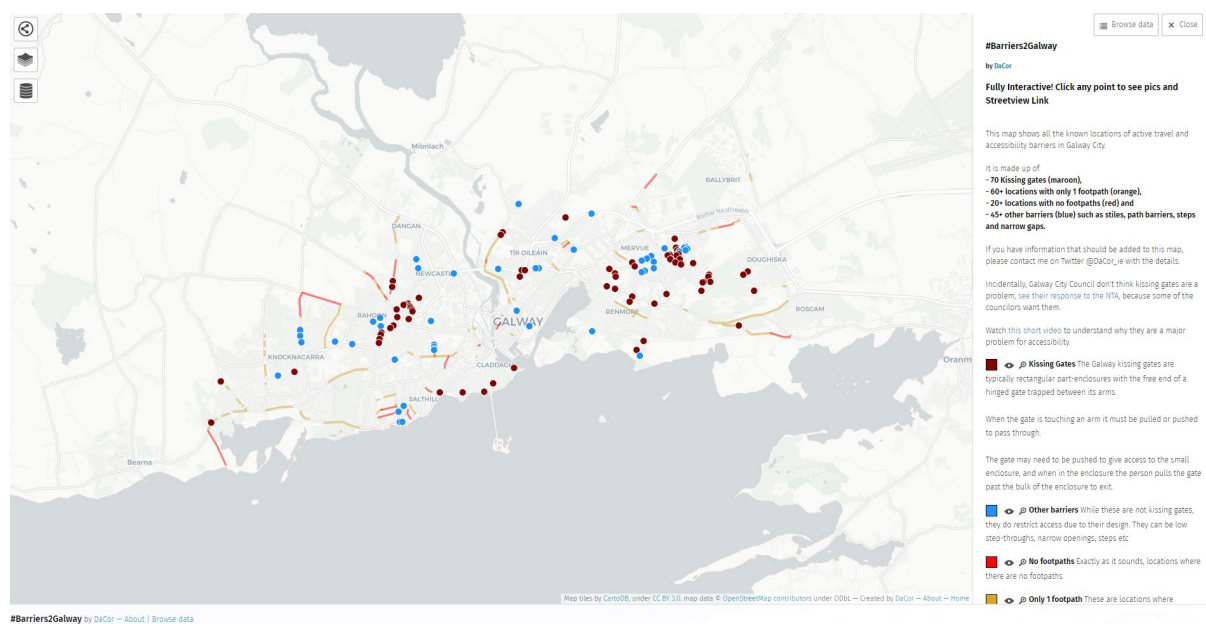 Browse data
× Close
#Barriers2Galway
by DaCor
Fully Interactive! Click any point to see pics and
Streetview Link
This map shows all the known locations of active travel and
accessibility barriers in Galway City.
It is made up of
- 70 Kissing gates (maroon),
- 60+ locations with only 1 footpath (orange),
- 20+ locations with no footpaths (red) and
- 45+ other barriers (blue) such as stiles, path barriers, steps
and narrow gaps.
If you have information that should be added to this map,
please contact me on Twitter @DaCor_ie with the details.
Incidentally, Galway City Council don't think kissing gates are a
problem, see their response to the NTA, because some of the
councilors want them.
Watch this short video to understand why they are a major
problem for accessibility
Kissing Gates The Galway kissing gates are
typically rectangular part-enclosures with the free end of a
hinged gate trapped between its arms.
When the gate is touching an arm it must be pulled or pushed
to pass through.
The gate may need to be pushed to give access to the small
enclosure, and when in the enclosure the person pulls the gate
past the bulk of the enclosure to exit.
Other barriers While these are not kissing gates,
they do restrict access due to their design. They can be low
step-throughs, narrow openings, steps etc
No footpaths Exactly as it sounds, locations where
there are no footpaths
Only 1 footpath These are locations where
Mionlach
BALLYBRIT
Bóthar Na dTreabh
DANGAN
TIR OILEAIN
MERVUE
DOUGHISKA
NEWCASTLE
RAHOON
GALWAY
RENMORE
ROSCAM
KNOCKNACARRA
CLADDAGH
Oranm
SALTHILL
Bearna
Map tiles by CartoDB, under CC BY 3.0. map data © OpenStreetMap contributors under ODbL — Created by DaCor — About — Home
#Barriers2Galway by DaCor — About | Browse data